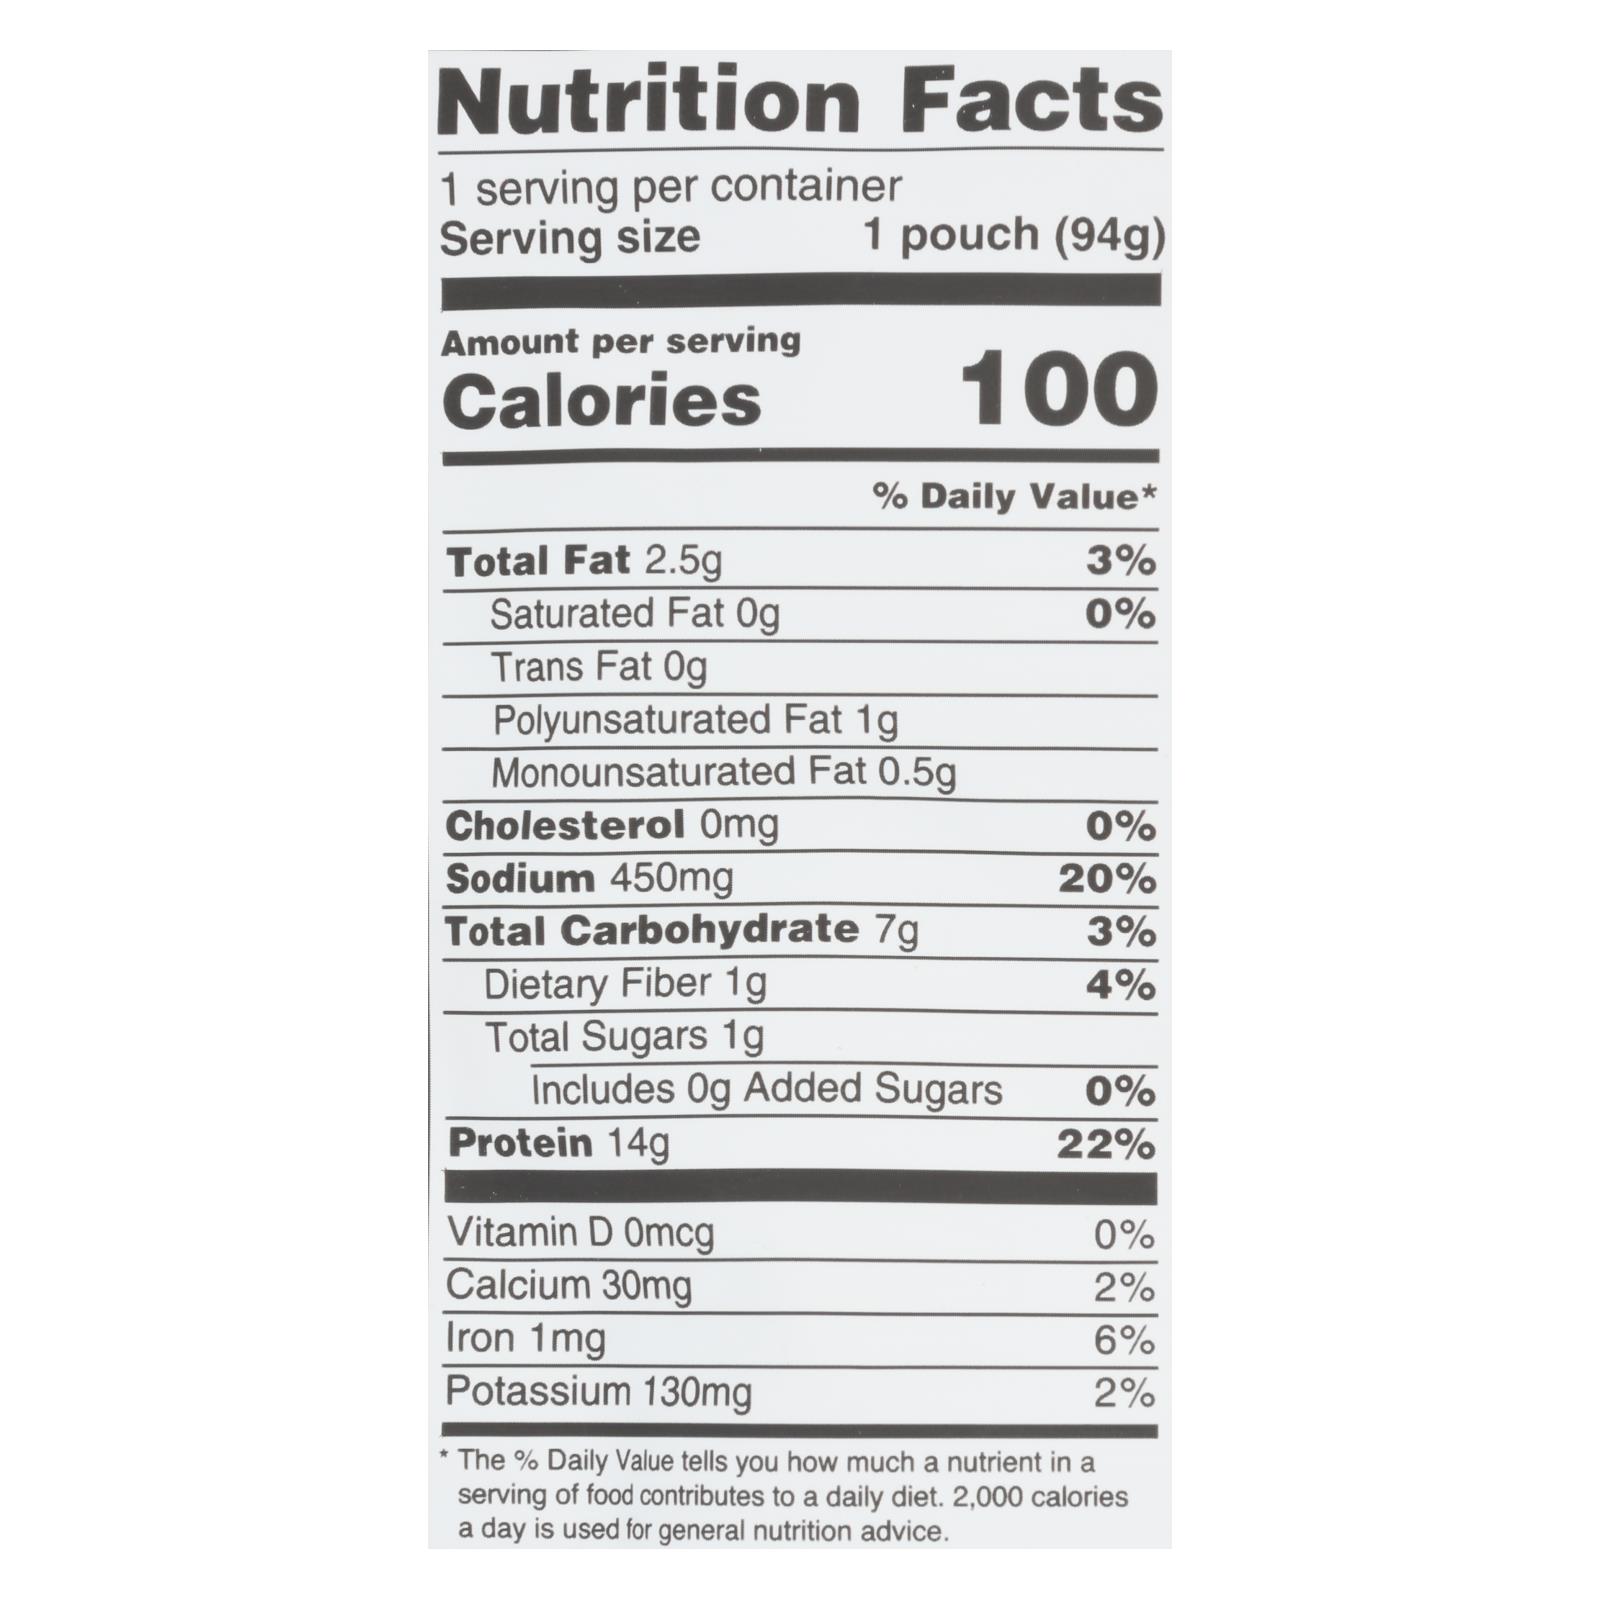 Nutrition Facts
1 serving per container
Serving size 1 pouch (94g)
Amount per serving
Calories 100
% Daily Value*
Total Fat 2.5g 3%
Saturated Fat 0g 0%
Trans Fat 0g
Polyunsaturated Fat 1g
Monounsaturated Fat 0.5g
Cholesterol 0mg 0%
Sodium 450mg 20%
Total Carbohydrate 7g 3%
Dietary Fiber 1g 4%
Total Sugars 1g
Includes 0g Added Sugars 0%
Protein 14g 22%
Vitamin D 0mcg 0%
Calcium 30mg 2%
Iron 1mg 6%
Potassium 130mg 2%
* The % Daily Value tells you how much a nutrient in a
serving of food contributes to a daily diet. 2,000 calories
a day is used for general nutrition advice.